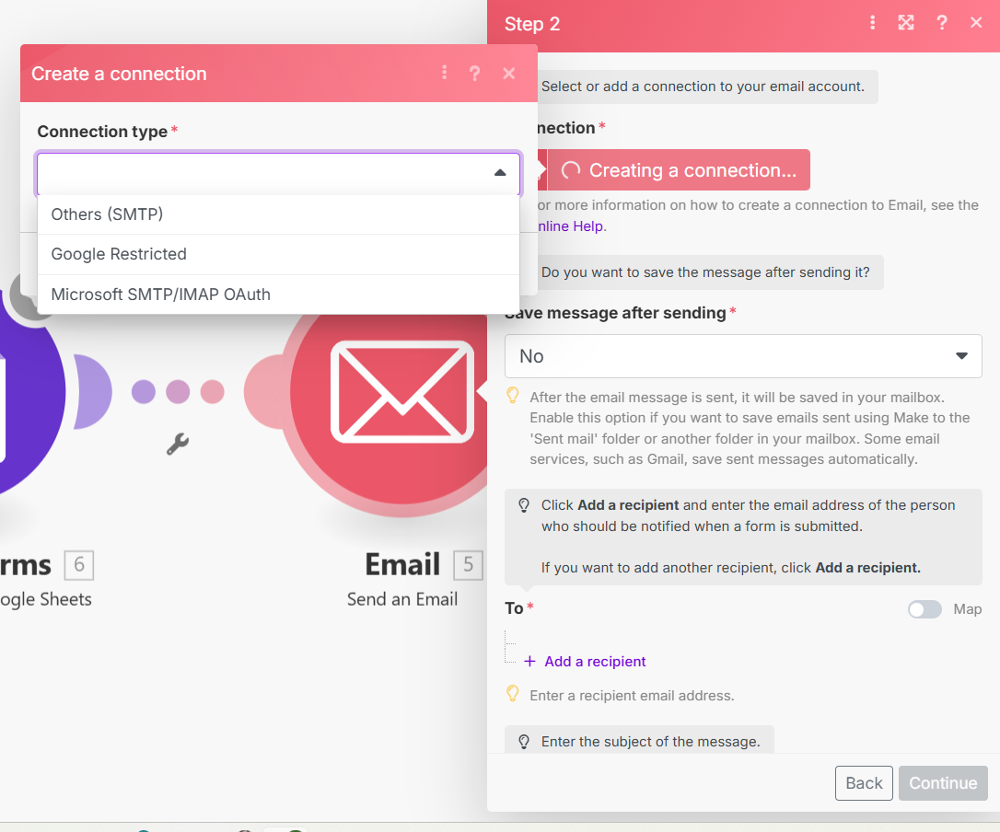 Step 2
?
Create a connection
?
Connection type *
Others (SMTP)
Google Restricted
Microsoft SMTP/IMAP OAuth
Select or add a connection to your email account.
nection *
Creating a connection...
or more information on how to create a connection to Email, see the
nline Help.
Do you want to save the message after sending it?
Save message after sending *
No
After the email message is sent, it will be saved in your mailbox.
Enable this option if you want to save emails sent using Make to the
'Sent mail' folder or another folder in your mailbox. Some email
services, such as Gmail, save sent messages automatically.
Click Add a recipient and enter the email address of the person
who should be notified when a form is submitted.
If you want to add another recipient, click Add a recipient.
To *
Map
+ Add a recipient
Enter a recipient email address.
Enter the subject of the message.
Back
Continue
rms 6
ogle Sheets
Email 5
Send an Email